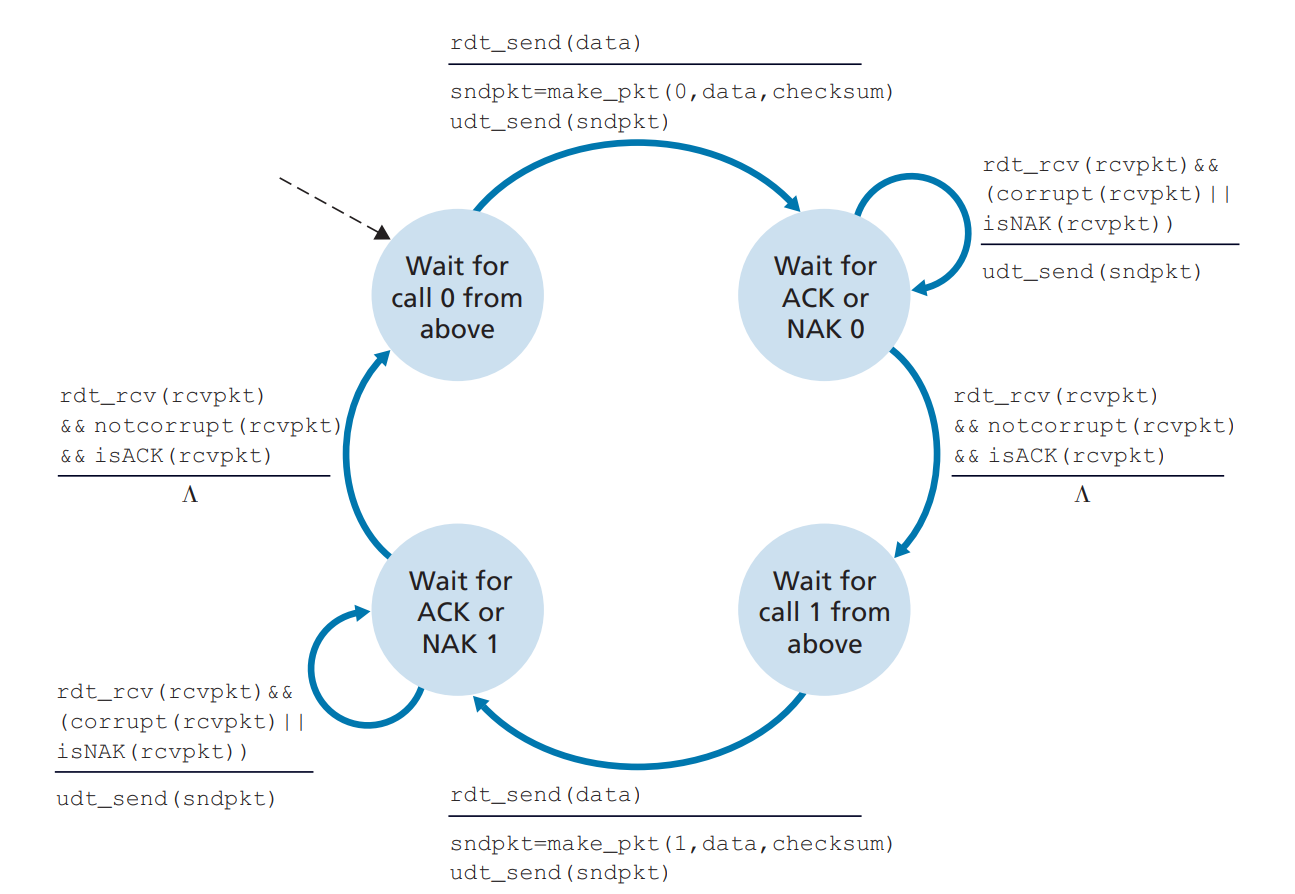 rdt_send(data)
sndpkt=make_pkt(0,data,checksum)
udt_send(sndpkt)
rdt_rcv(rcvpkt)&&
(corrupt(rcvpkt)||
isNAK(rcvpkt))
udt_send(sndpkt)
Wait for
call 0 from
above
Wait for
ACK or
NAK 0
rdt_rcv(rcvpkt)
&& notcorrupt(rcvpkt)
&& isACK(rcvpkt)
Λ
rdt_rcv(rcvpkt)
&& notcorrupt(rcvpkt)
&& isACK(rcvpkt)
Λ
Wait for
ACK or
NAK 1
Wait for
call 1 from
above
rdt_rcv(rcvpkt)&&
(corrupt(rcvpkt)||
isNAK(rcvpkt))
udt_send(sndpkt)
rdt_send(data)
sndpkt=make_pkt(1,data,checksum)
udt_send(sndpkt)